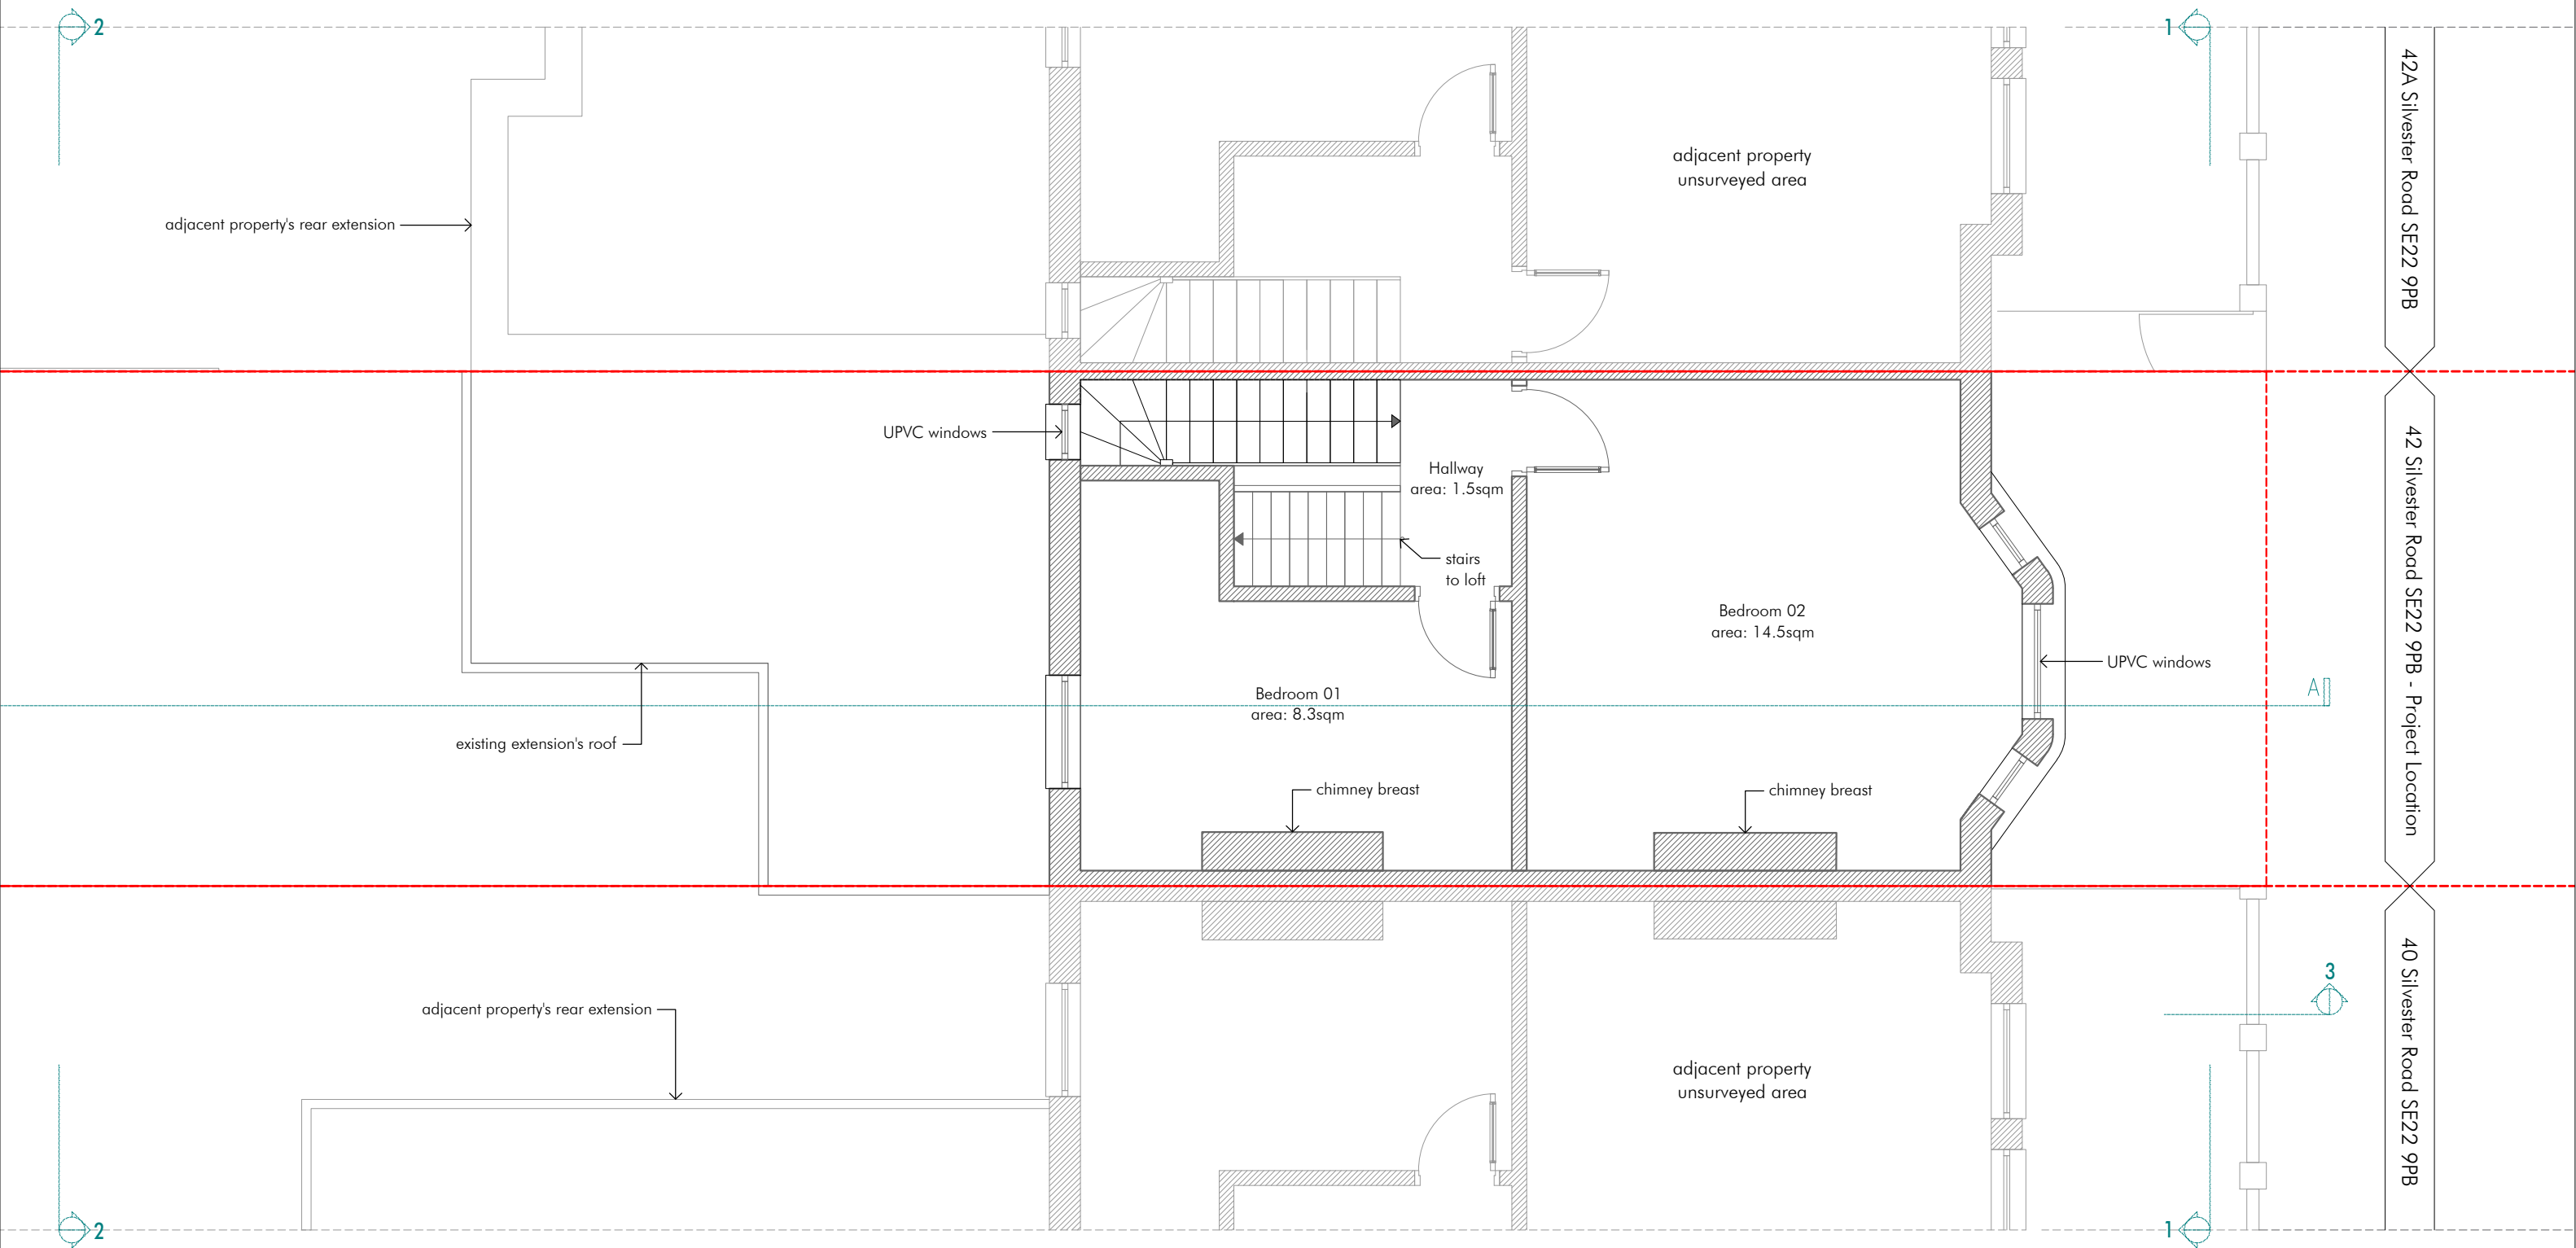 2
1
42A Silvester Road SE22 9PB
adjacent property
unsurveyed area
adjacent property's rear extension
UPVC windows
Hallway
area: 1.5sqm
stairs
to loft
Bedroom 02
area: 14.5sqm
42 Silvester Road SE22 9PB - Project Location
UPVC windows
A
Bedroom 01
area: 8.3sqm
existing extension's roof
chimney breast
chimney breast
3
40 Silvester Road SE22 9PB
adjacent property's rear extension
adjacent property
unsurveyed area
2
1